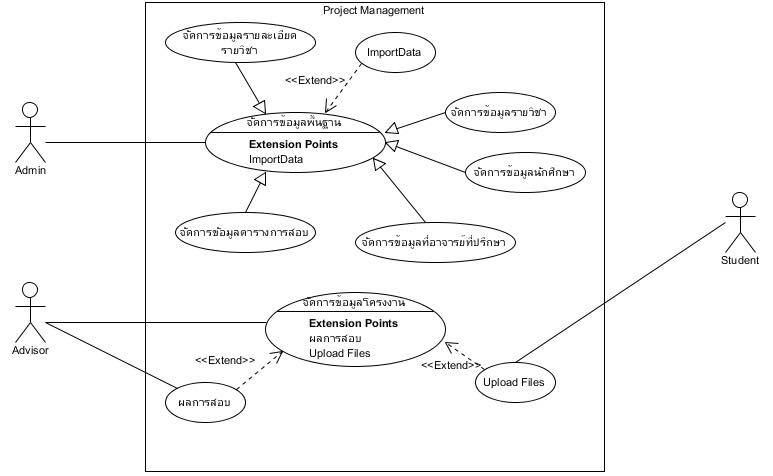 Project Management
จัดการข้อมูลรายละเอียด
รายวิชา
ImportData
<<Extend>>
จัดการข้อมูลพื้นฐาน
Extension Points
ImportData
จัดการข้อมูลรายวิชา
จัดการข้อมูลนักศึกษา
Admin
จัดการข้อมูลตารางการสอบ
จัดการข้อมูลที่อาจารย์ที่ปรึกษา
Student
จัดการข้อมูลโครงงาน
Extension Points
ผลการสอบ
Upload Files
Advisor
<<Extend>>
<<Extend>>
Upload Files
ผลการสอบ